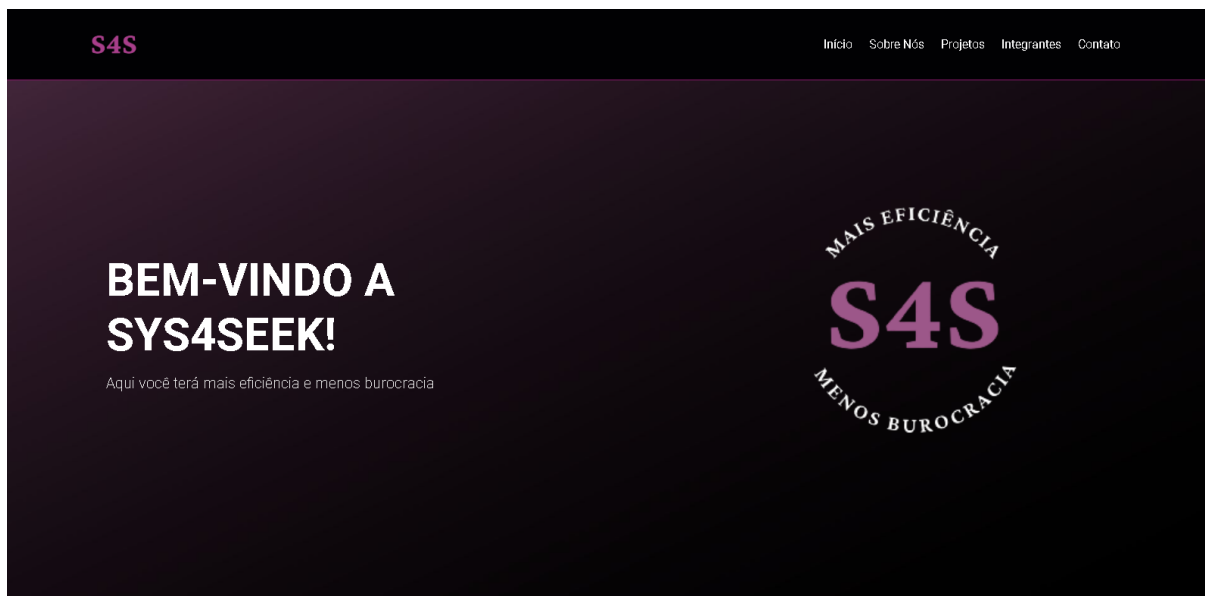 S4S
Início Sobre Nós Projetos Integrantes Contato
BEM-VINDO A
SYS4SEEK!
Aqui você terá mais eficiência e menos burocracia
MAIS EFICIÊNCIA
S4S
MENOS BUROCRACIA